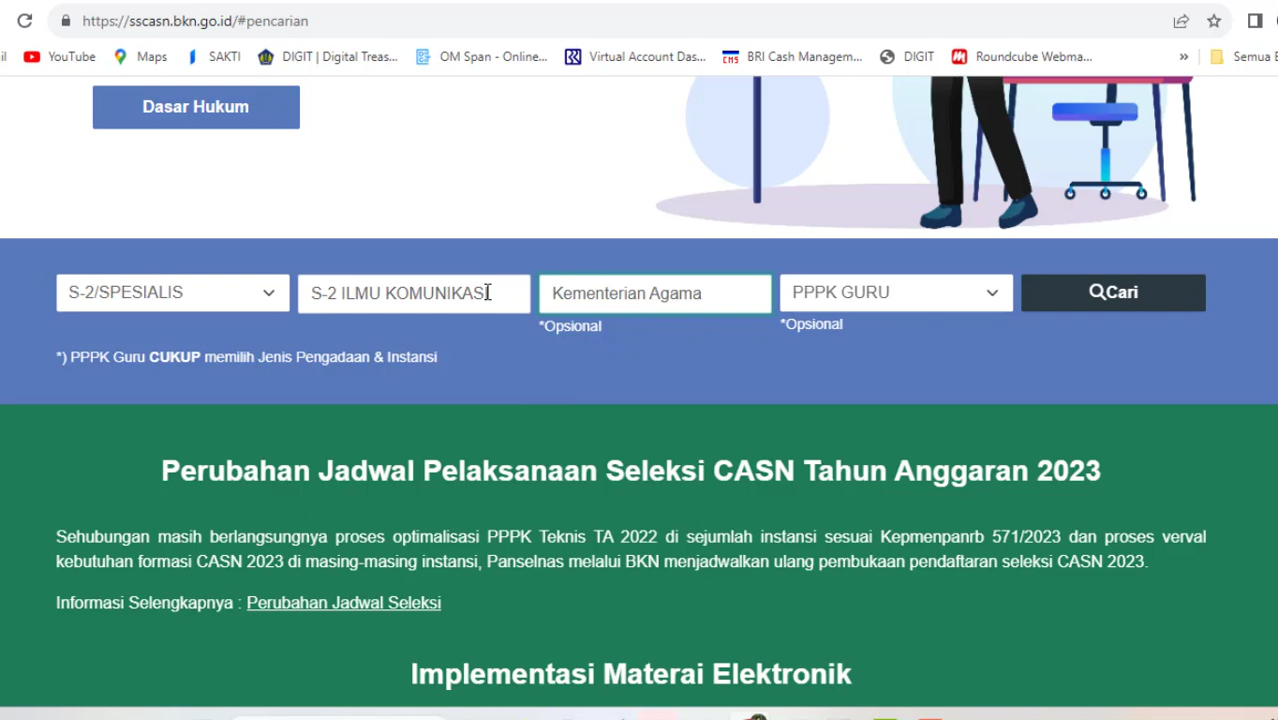 https://sscasn.bkn.go.id/#pencarian
il YouTube Maps SAKTI DIGIT | Digital Treas... OM Span - Online... Virtual Account Das... CMS BRI Cash Managem... DIGIT Roundcube Webma... » Semua B
Dasar Hukum
S-2/SPESIALIS S-2 ILMU KOMUNIKASI Kementerian Agama PPPK GURU Cari
*Opsional *Opsional
*) PPPK Guru CUKUP memilih Jenis Pengadaan & Instansi
Perubahan Jadwal Pelaksanaan Seleksi CASN Tahun Anggaran 2023
Sehubungan masih berlangsungnya proses optimalisasi PPPK Teknis TA 2022 di sejumlah instansi sesuai Kepmenpanrb 571/2023 dan proses verval
kebutuhan formasi CASN 2023 di masing-masing instansi, Panselnas melalui BKN menjadwalkan ulang pembukaan pendaftaran seleksi CASN 2023.
Informasi Selengkapnya : Perubahan Jadwal Seleksi
Implementasi Materai Elektronik